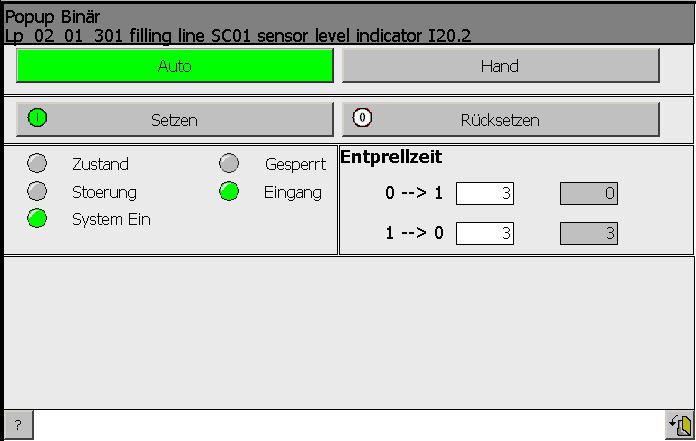 Popup Binär
Lp_02_01_301 filling line SC01 sensor level indicator I20.2
Auto Hand
I Setzen 0 Rücksetzen
Zustand Gesperrt
Stoerung Eingang
System Ein
Entprellzeit
0 --> 1 3 0
1 --> 0 3 3
?